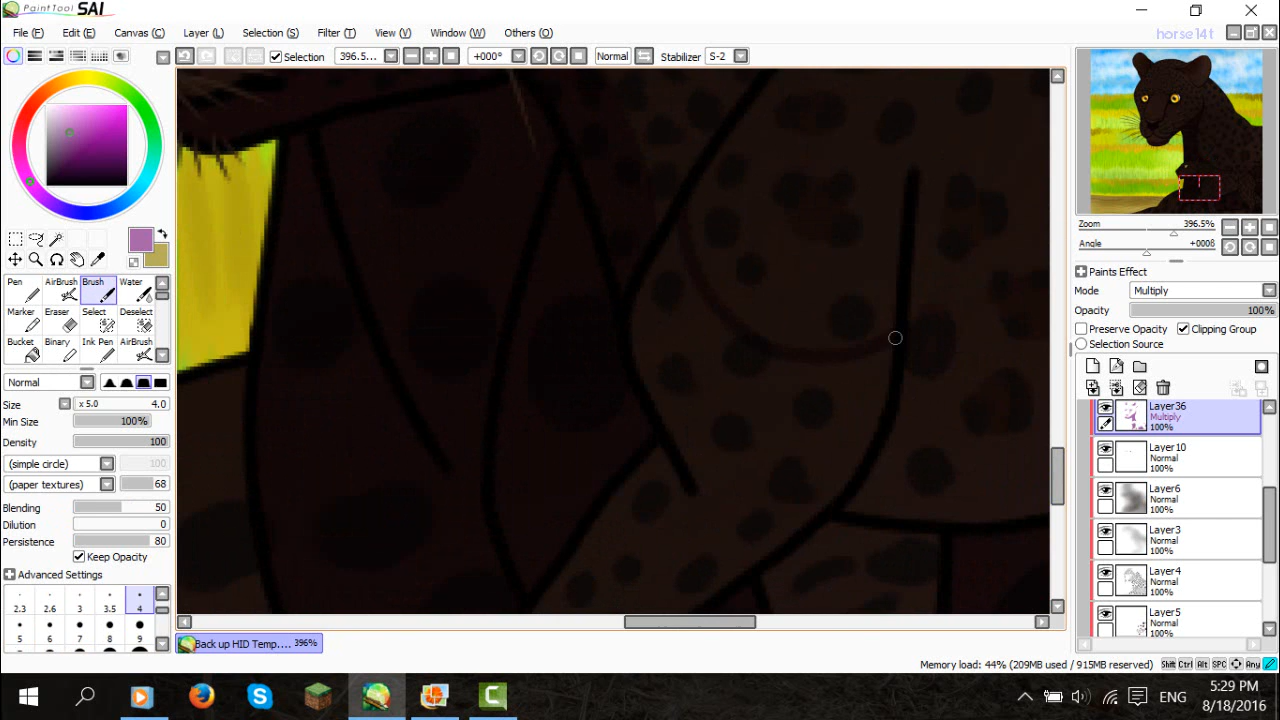 PaintTool SAI
File (F) Edit (E) Canvas (C) Layer (L) Selection (S) Filter (T) View (V) Window (W) Others (O)
horse14t
Selection 396.5... +000° Normal Stabilizer S-2
Zoom 396.5%
Angle +000ß
Paints Effect
Mode Multiply
Opacity 100%
Preserve Opacity Clipping Group
Selection Source
Pen AirBrush Brush Water
Marker Eraser Select Deselect
Bucket Binary Ink Pen AirBrush
Normal
Size x 5.0 4.0
Min Size 100%
Density 100
(simple circle) 100
(paper textures) 68
Blending 50
Dilution 0
Persistence 80
Keep Opacity
Advanced Settings
2.3 2.6 3 3.5 4
5 6 7 8 9
Layer36
Multiply
100%
Layer10
Normal
100%
Layer6
Normal
100%
Layer3
Normal
100%
Layer4
Normal
100%
Layer5
Normal
Back up HID Temp.... 396%
Memory load: 44% (209MB used / 915MB reserved) Shift Ctrl Alt SPC Any
ENG
5:29 PM
8/18/2016